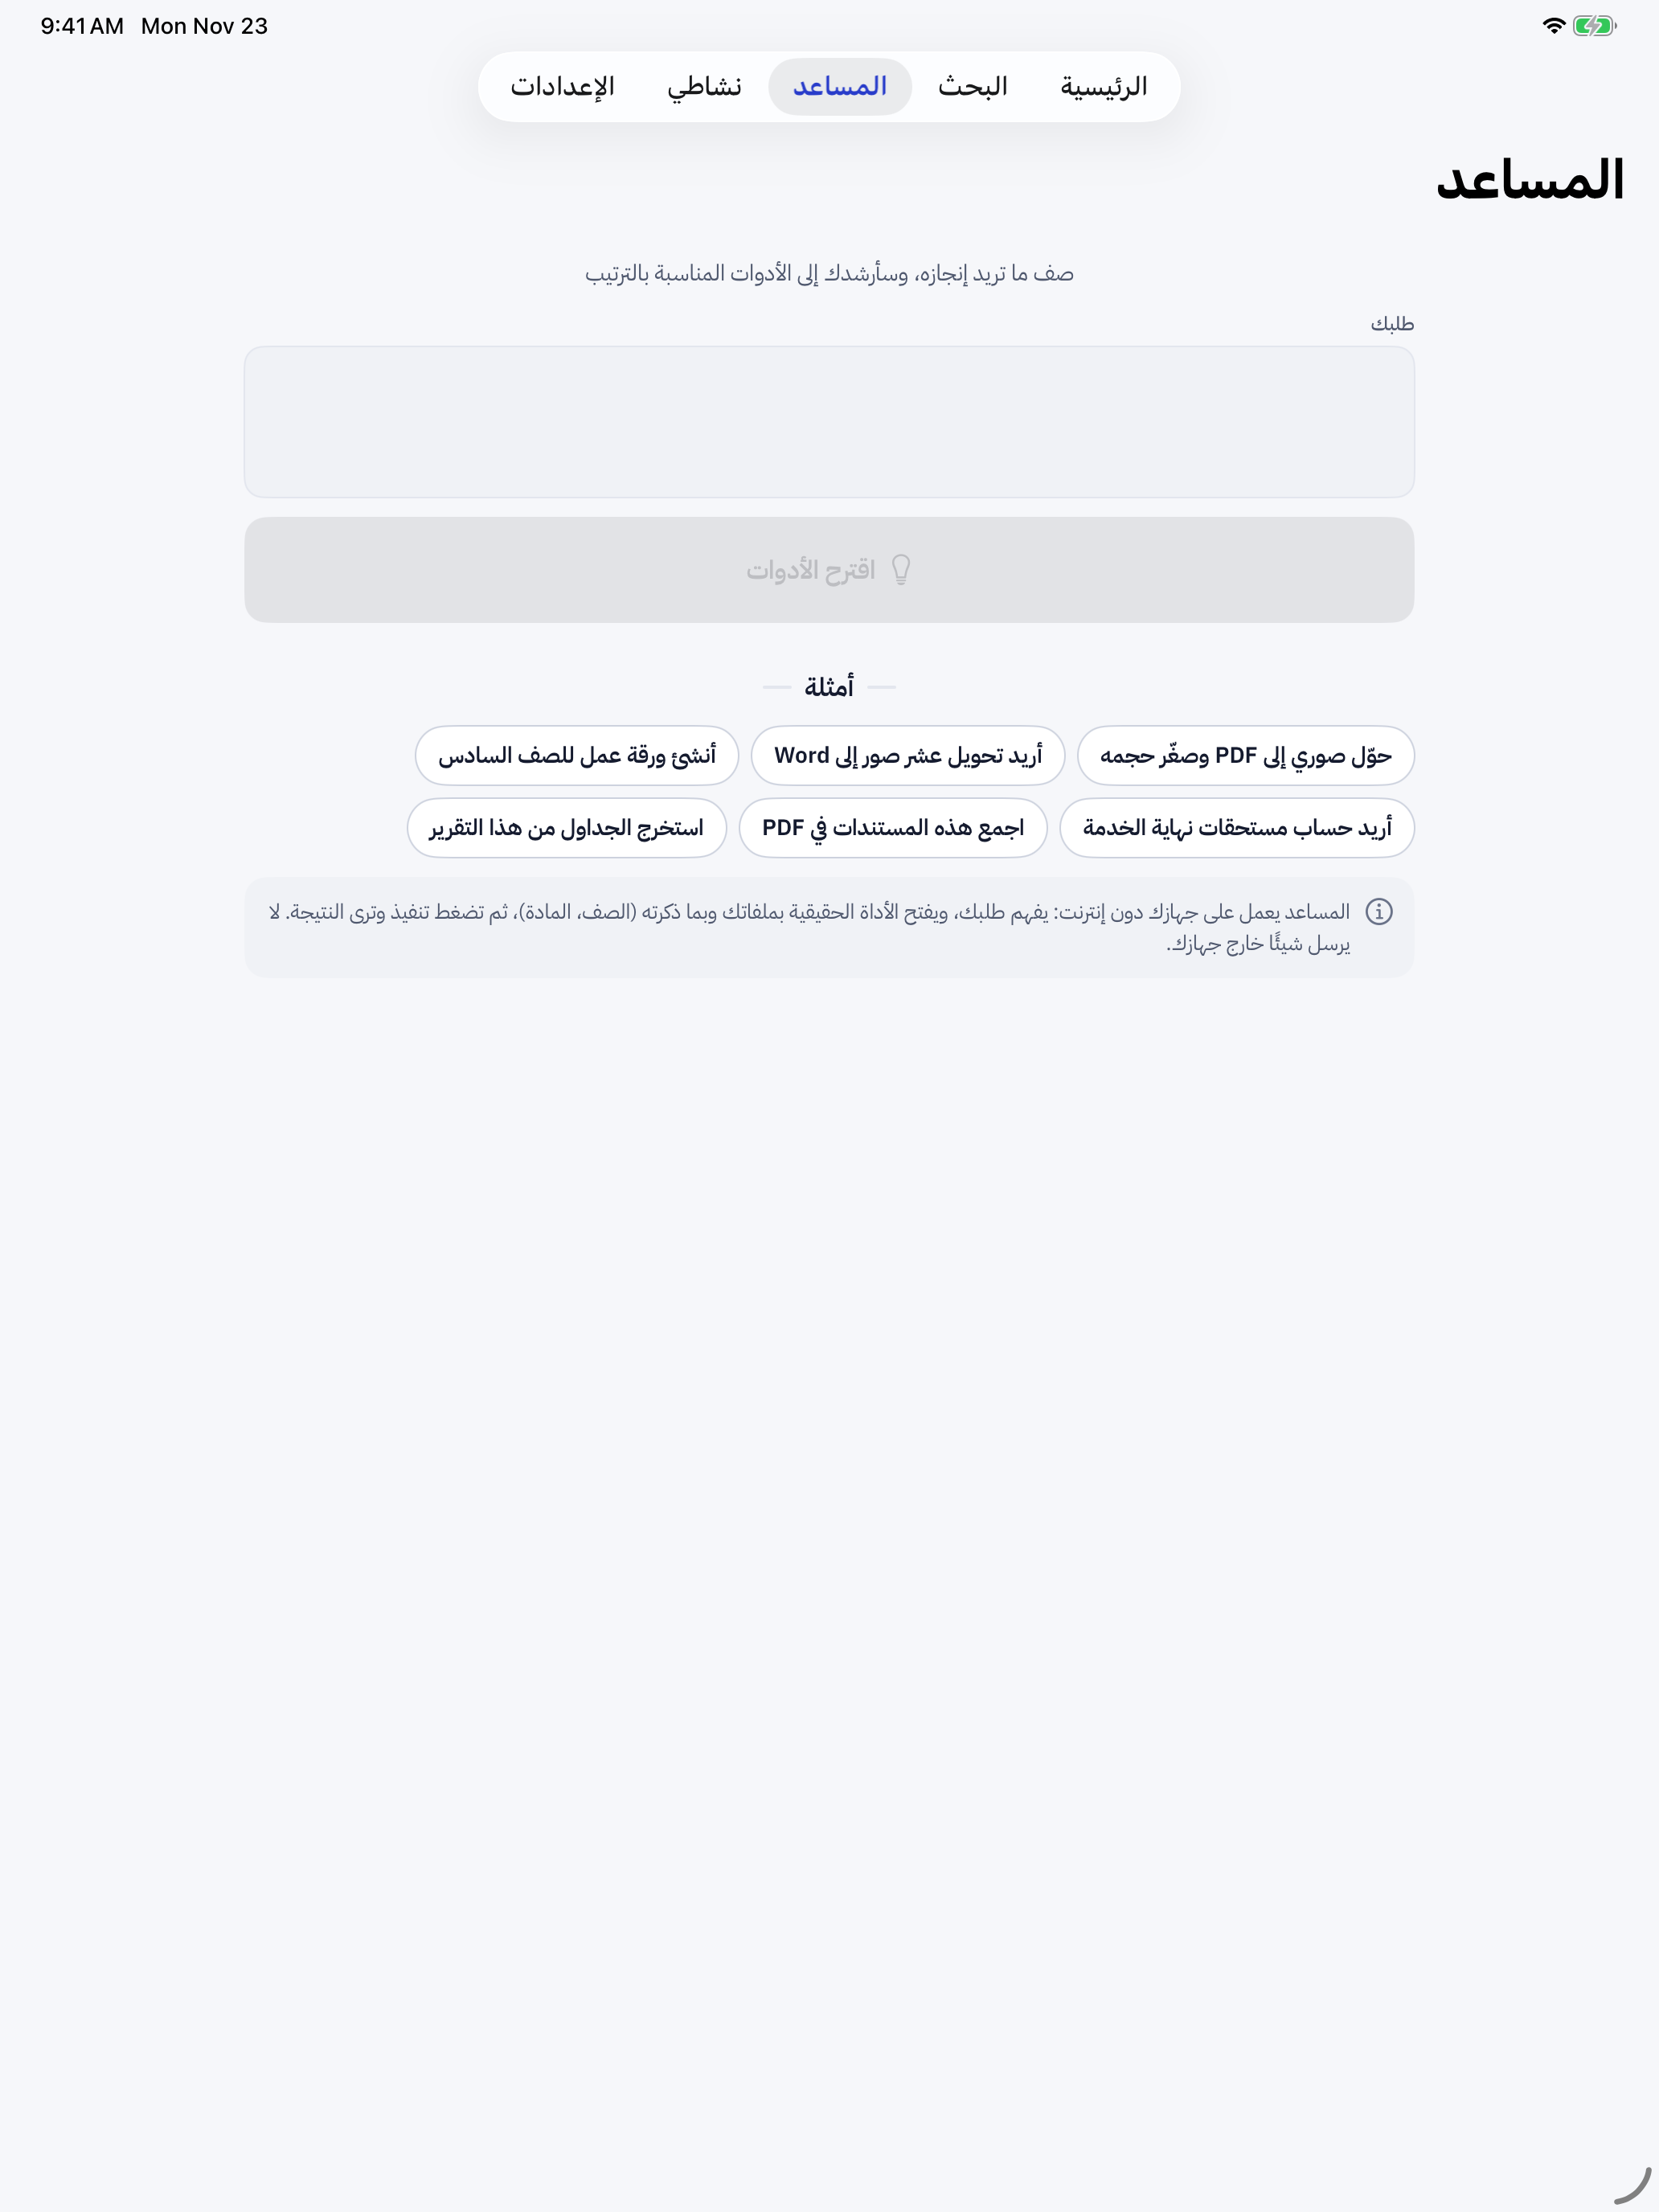 9:41 AM Mon Nov 23
الرئيسية البحث المساعد نشاطي الإعدادات
المساعد
صف ما تريد إنجازه، وسأرشدك إلى الأدوات المناسبة بالترتيب
طلبك
اقترح الأدوات
أمثلة
حوّل صوري إلى PDF وصغّر حجمه
أريد تحويل عشر صور إلى Word
أنشئ ورقة عمل للصف السادس
أريد حساب مستحقات نهاية الخدمة
اجمع هذه المستندات في PDF
استخرج الجداول من هذا التقرير
المساعد يعمل على جهازك دون إنترنت: يفهم طلبك، ويفتح الأداة الحقيقية بملفاتك وبما ذكرته (الصف، المادة)، ثم تضغط تنفيذ وترى النتيجة. لا
يرسل شيئًا خارج جهازك.